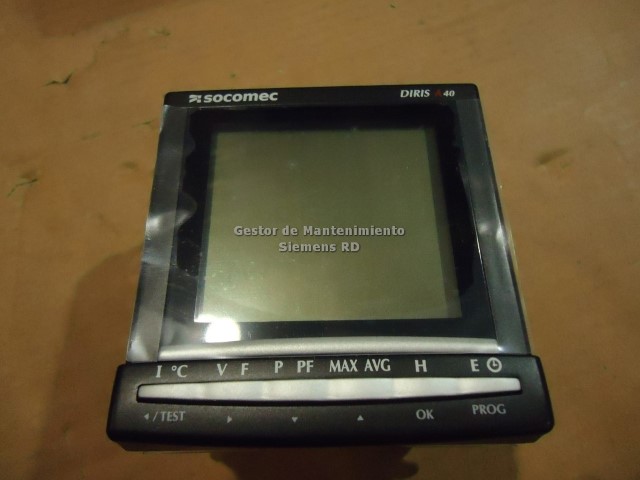 socomec DIRIS A40
Gestor de Mantenimiento
Siemens RD
I °C V F P PF MAX AVG H E
/TEST OK PROG